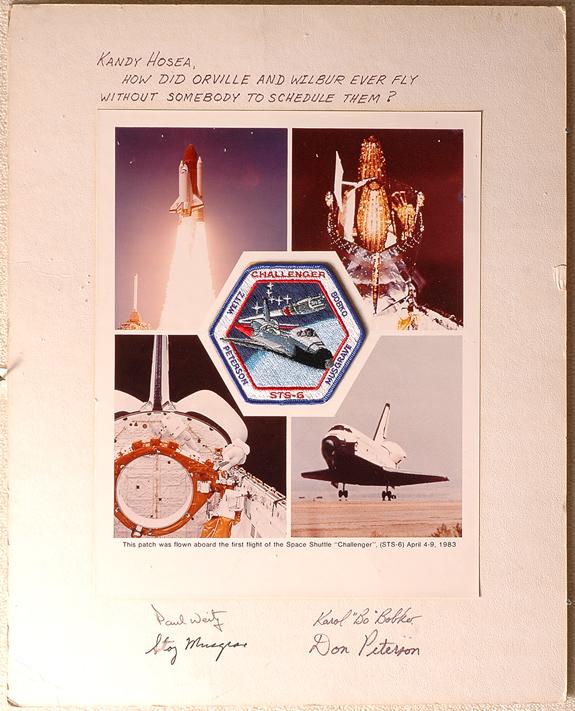 KANDY HOSEA,
HOW DID ORVILLE AND WILBUR EVER FLY
WITHOUT SOMEBODY TO SCHEDULE THEM?
CHALLENGER
WEITZ
BOBKO
PETERSON
MUSGRAVE
STS-6
This patch was flown aboard the first flight of the Space Shuttle "Challenger", (STS-6) April 4-9, 1983
Paul Weitz
Karol "Bo" Bobko
Story Musgrave
Don Peterson